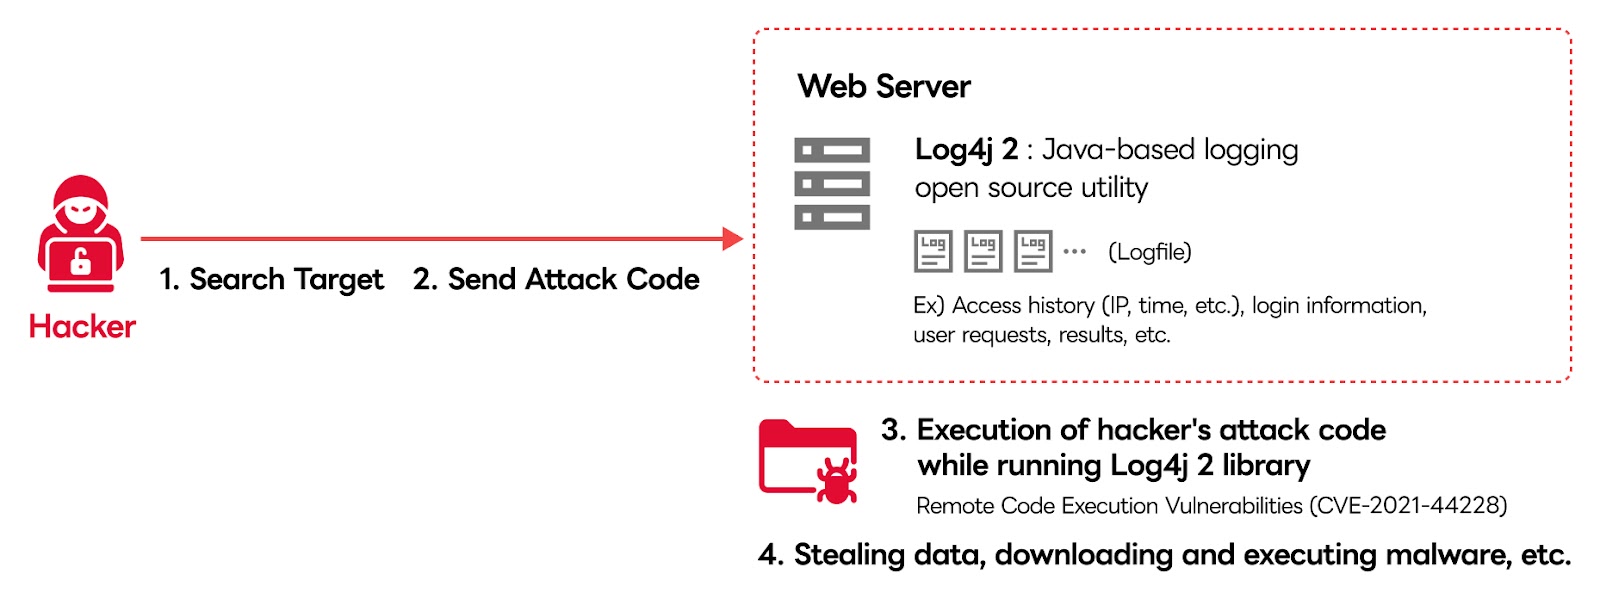 Web Server
Log4j 2 : Java-based logging
open source utility
Log Log Log ··· (Logfile)
Ex) Access history (IP, time, etc.), login information,
user requests, results, etc.
1. Search Target 2. Send Attack Code
Hacker
3. Execution of hacker's attack code
while running Log4j 2 library
Remote Code Execution Vulnerabilities (CVE-2021-44228)
4. Stealing data, downloading and executing malware, etc.